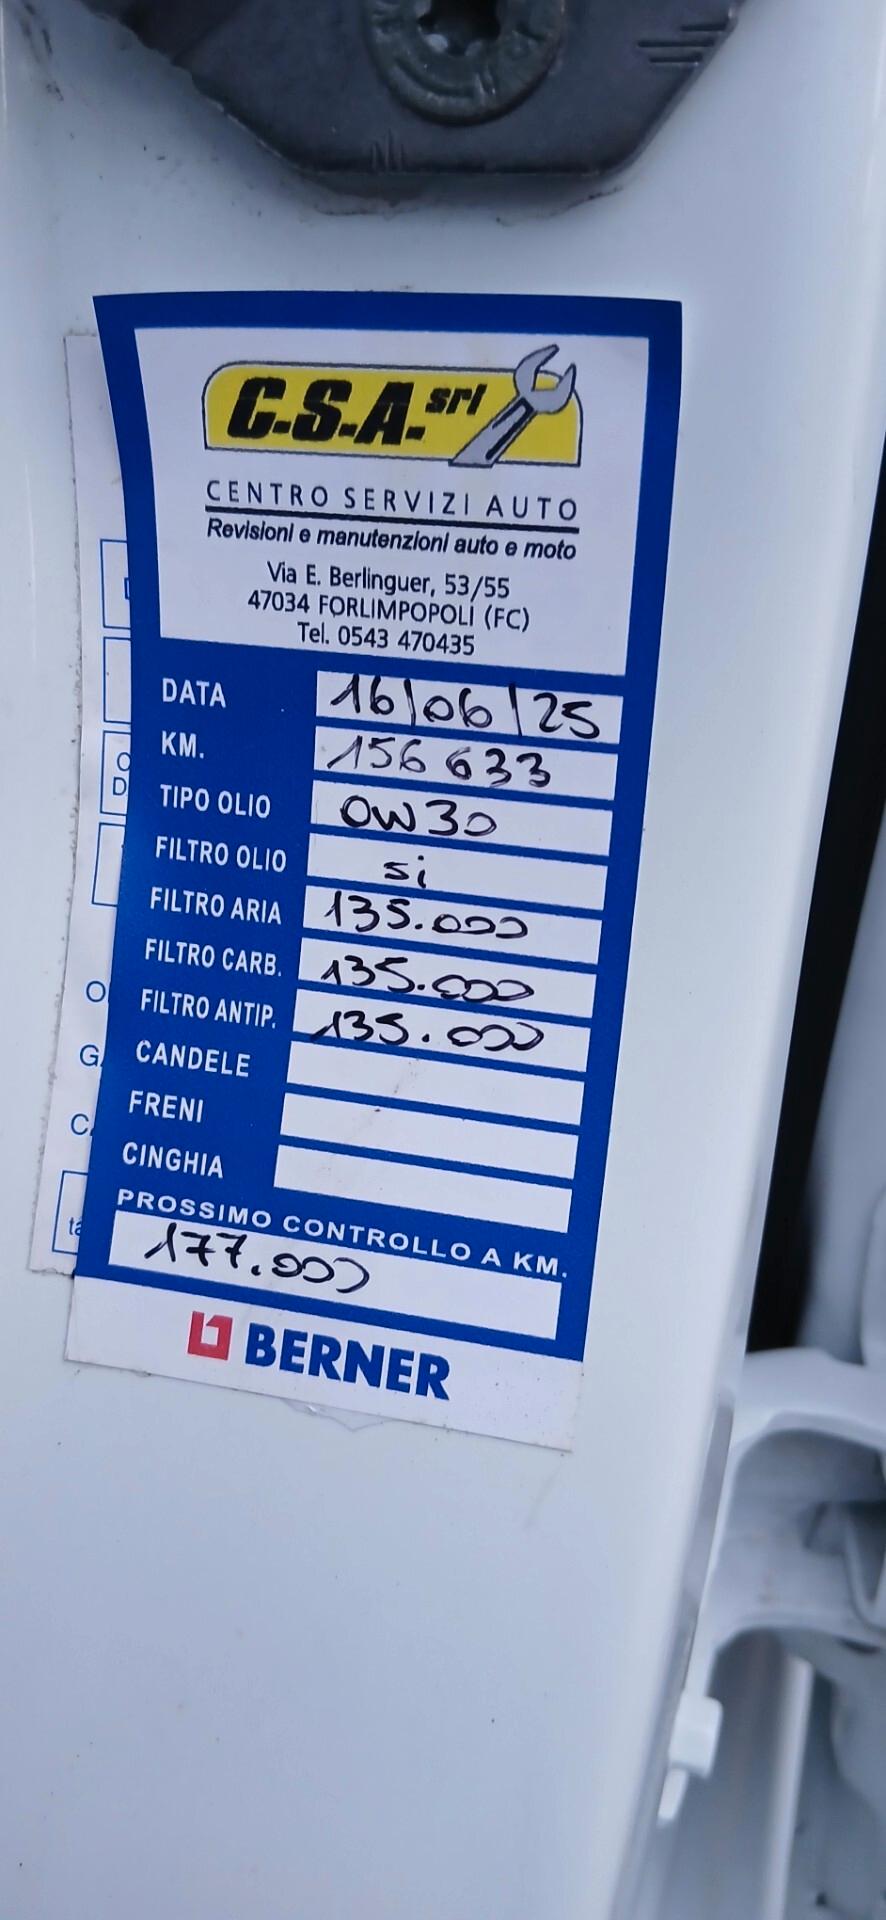 C.S.A. srl
CENTRO SERVIZI AUTO
Revisioni e manutenzioni auto e moto
Via E. Berlinguer, 53/55
47034 FORLIMPOPOLI (FC)
Tel. 0543 470435
DATA 16/06/25
KM. 156 633
TIPO OLIO 0W30
FILTRO OLIO si
FILTRO ARIA 135.000
FILTRO CARB. 135.000
FILTRO ANTIP. 135.000
CANDELE
FRENI
CINGHIA
PROSSIMO CONTROLLO A KM.
177.000
BERNER